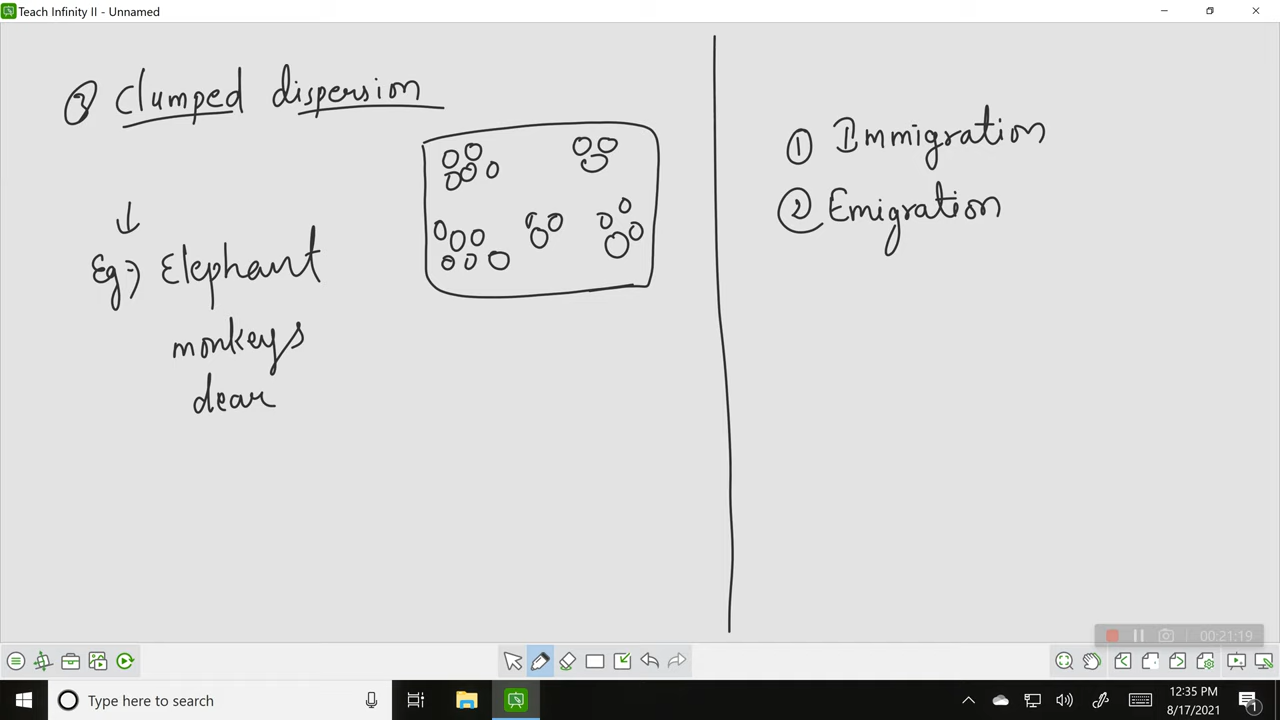 Teach Infinity II - Unnamed
③ Clumped dispersion
Eg:) Elephant
monkeys
dear
① Immigration
② Emigration
00:21:19
Type here to search
12:35 PM
8/17/2021
1